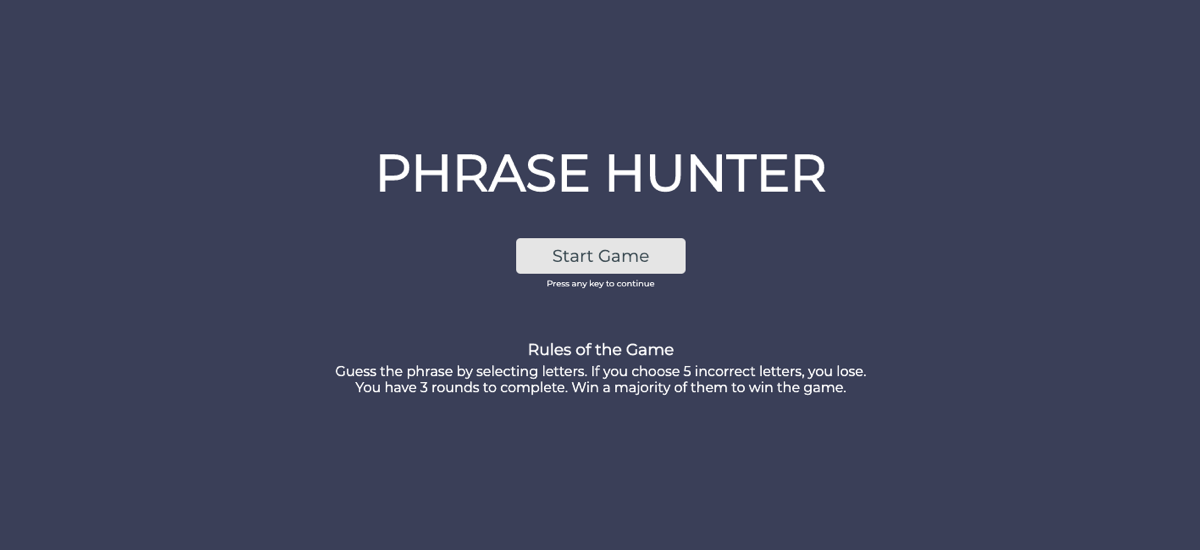 PHRASE HUNTER
Start Game
Press any key to continue
Rules of the Game
Guess the phrase by selecting letters. If you choose 5 incorrect letters, you lose.
You have 3 rounds to complete. Win a majority of them to win the game.